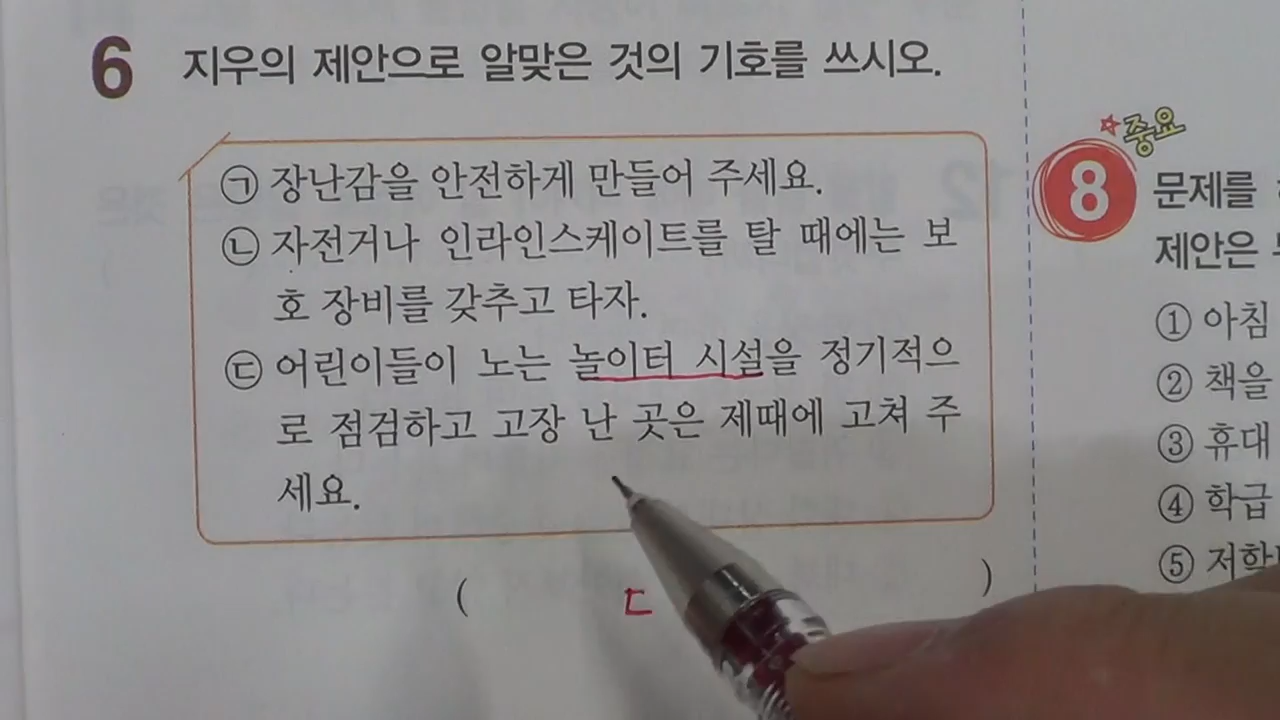 6 지우의 제안으로 알맞은 것의 기호를 쓰시오.
㉠ 장난감을 안전하게 만들어 주세요.
㉡ 자전거나 인라인스케이트를 탈 때에는 보
호 장비를 갖추고 타자.
㉢ 어린이들이 노는 놀이터 시설을 정기적으
로 점검하고 고장 난 곳은 제때에 고쳐 주
세요.
( ㄷ )
중요
8 문제를
제안은
① 아침
② 책을
③ 휴대
④ 학급
⑤ 저학